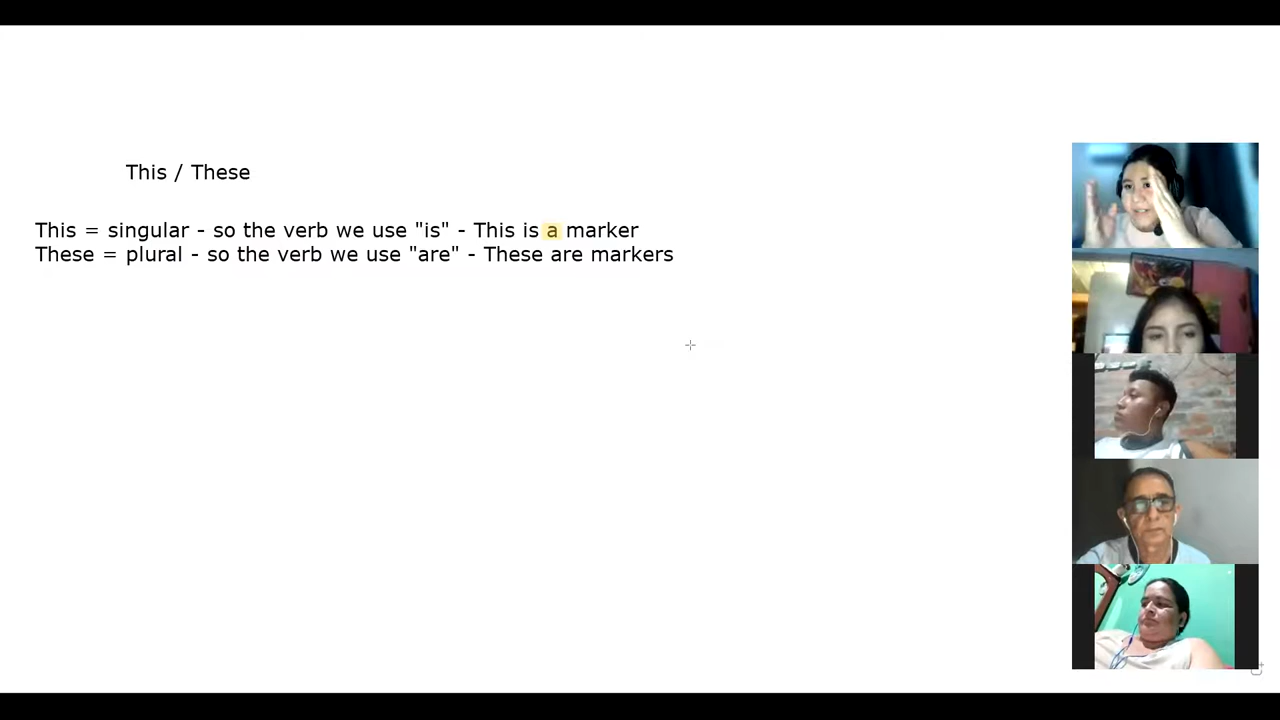 This / These
This = singular - so the verb we use "is" - This is a marker
These = plural - so the verb we use "are" - These are markers